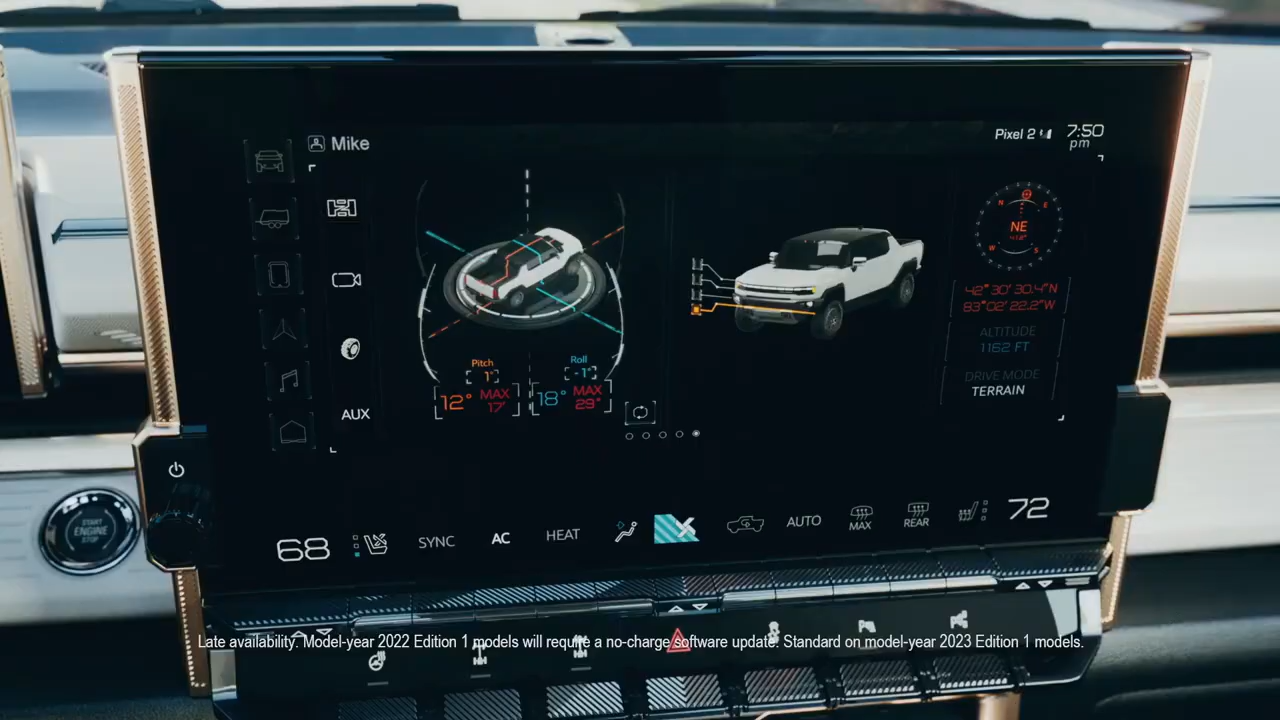 Mike
Pixel 2
7:50
pm
N
E
NE
W
S
42° 30' 30.4"N
83° 02' 22.2"W
ALTITUDE
1162 FT
DRIVE MODE
TERRAIN
Pitch
1°
12°
MAX
17°
Roll
-1°
18°
MAX
29°
AUX
START
ENGINE
STOP
68
SYNC
AC
HEAT
AUTO
MAX
REAR
72
Late availability. Model-year 2022 Edition 1 models will require a no-charge software update. Standard on model-year 2023 Edition 1 models.